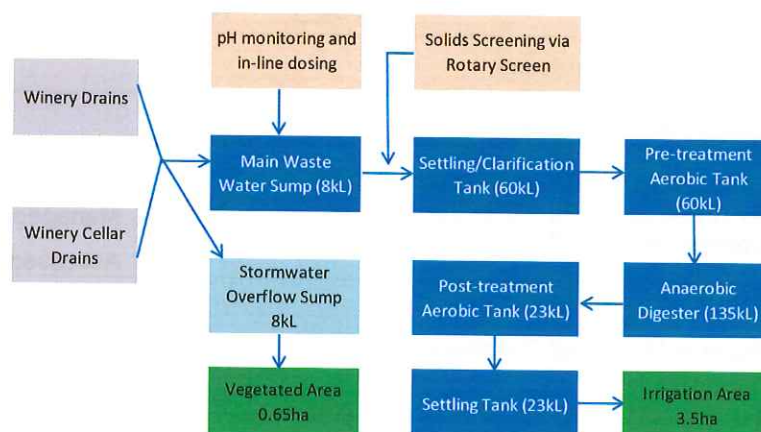 pH monitoring and
in-line dosing
Solids Screening via
Rotary Screen
Winery Drains
Main Waste
Water Sump (8kL)
Settling/Clarification
Tank (60kL)
Pre-treatment
Aerobic Tank
(60kL)
Winery Cellar
Drains
Stormwater
Overflow Sump
8kL
Post-treatment
Aerobic Tank (23kL)
Anaerobic
Digester (135kL)
Vegetated Area
0.65ha
Settling Tank (23kL)
Irrigation Area
3.5ha